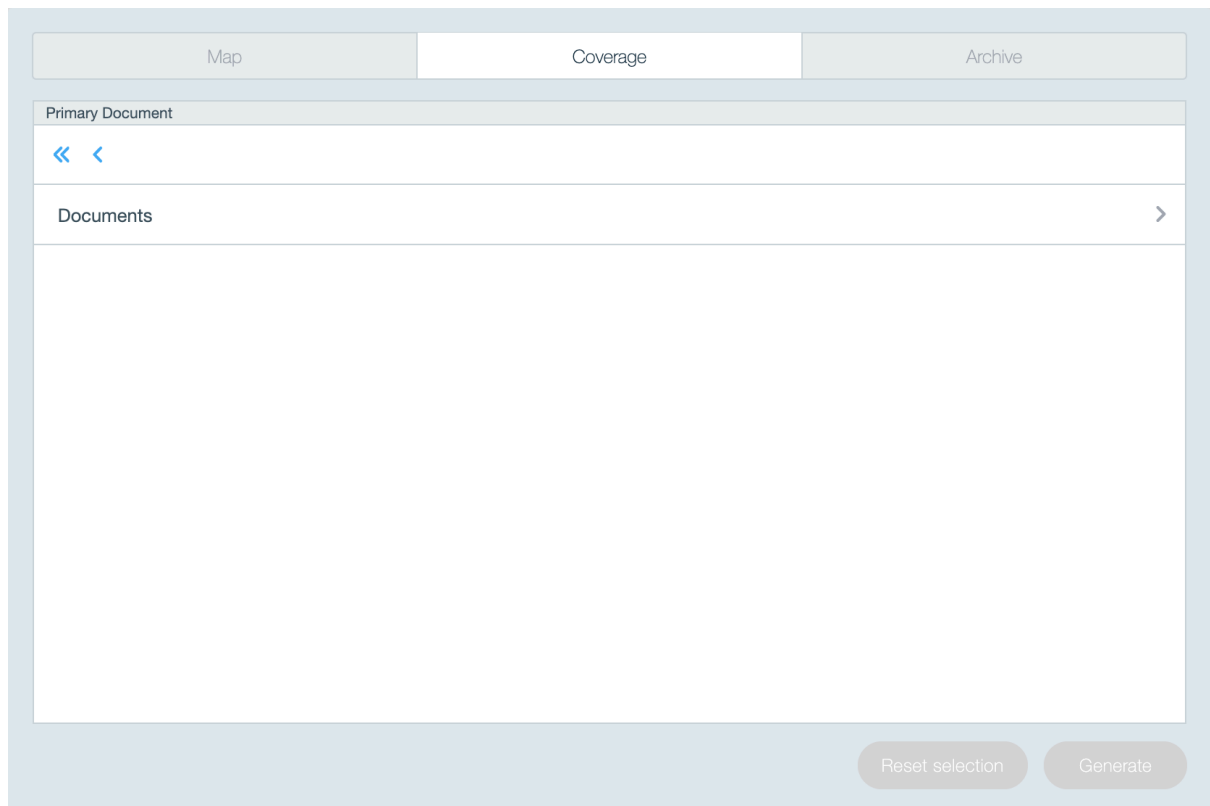 Map
Coverage
Archive
Primary Document
Documents
Reset selection
Generate